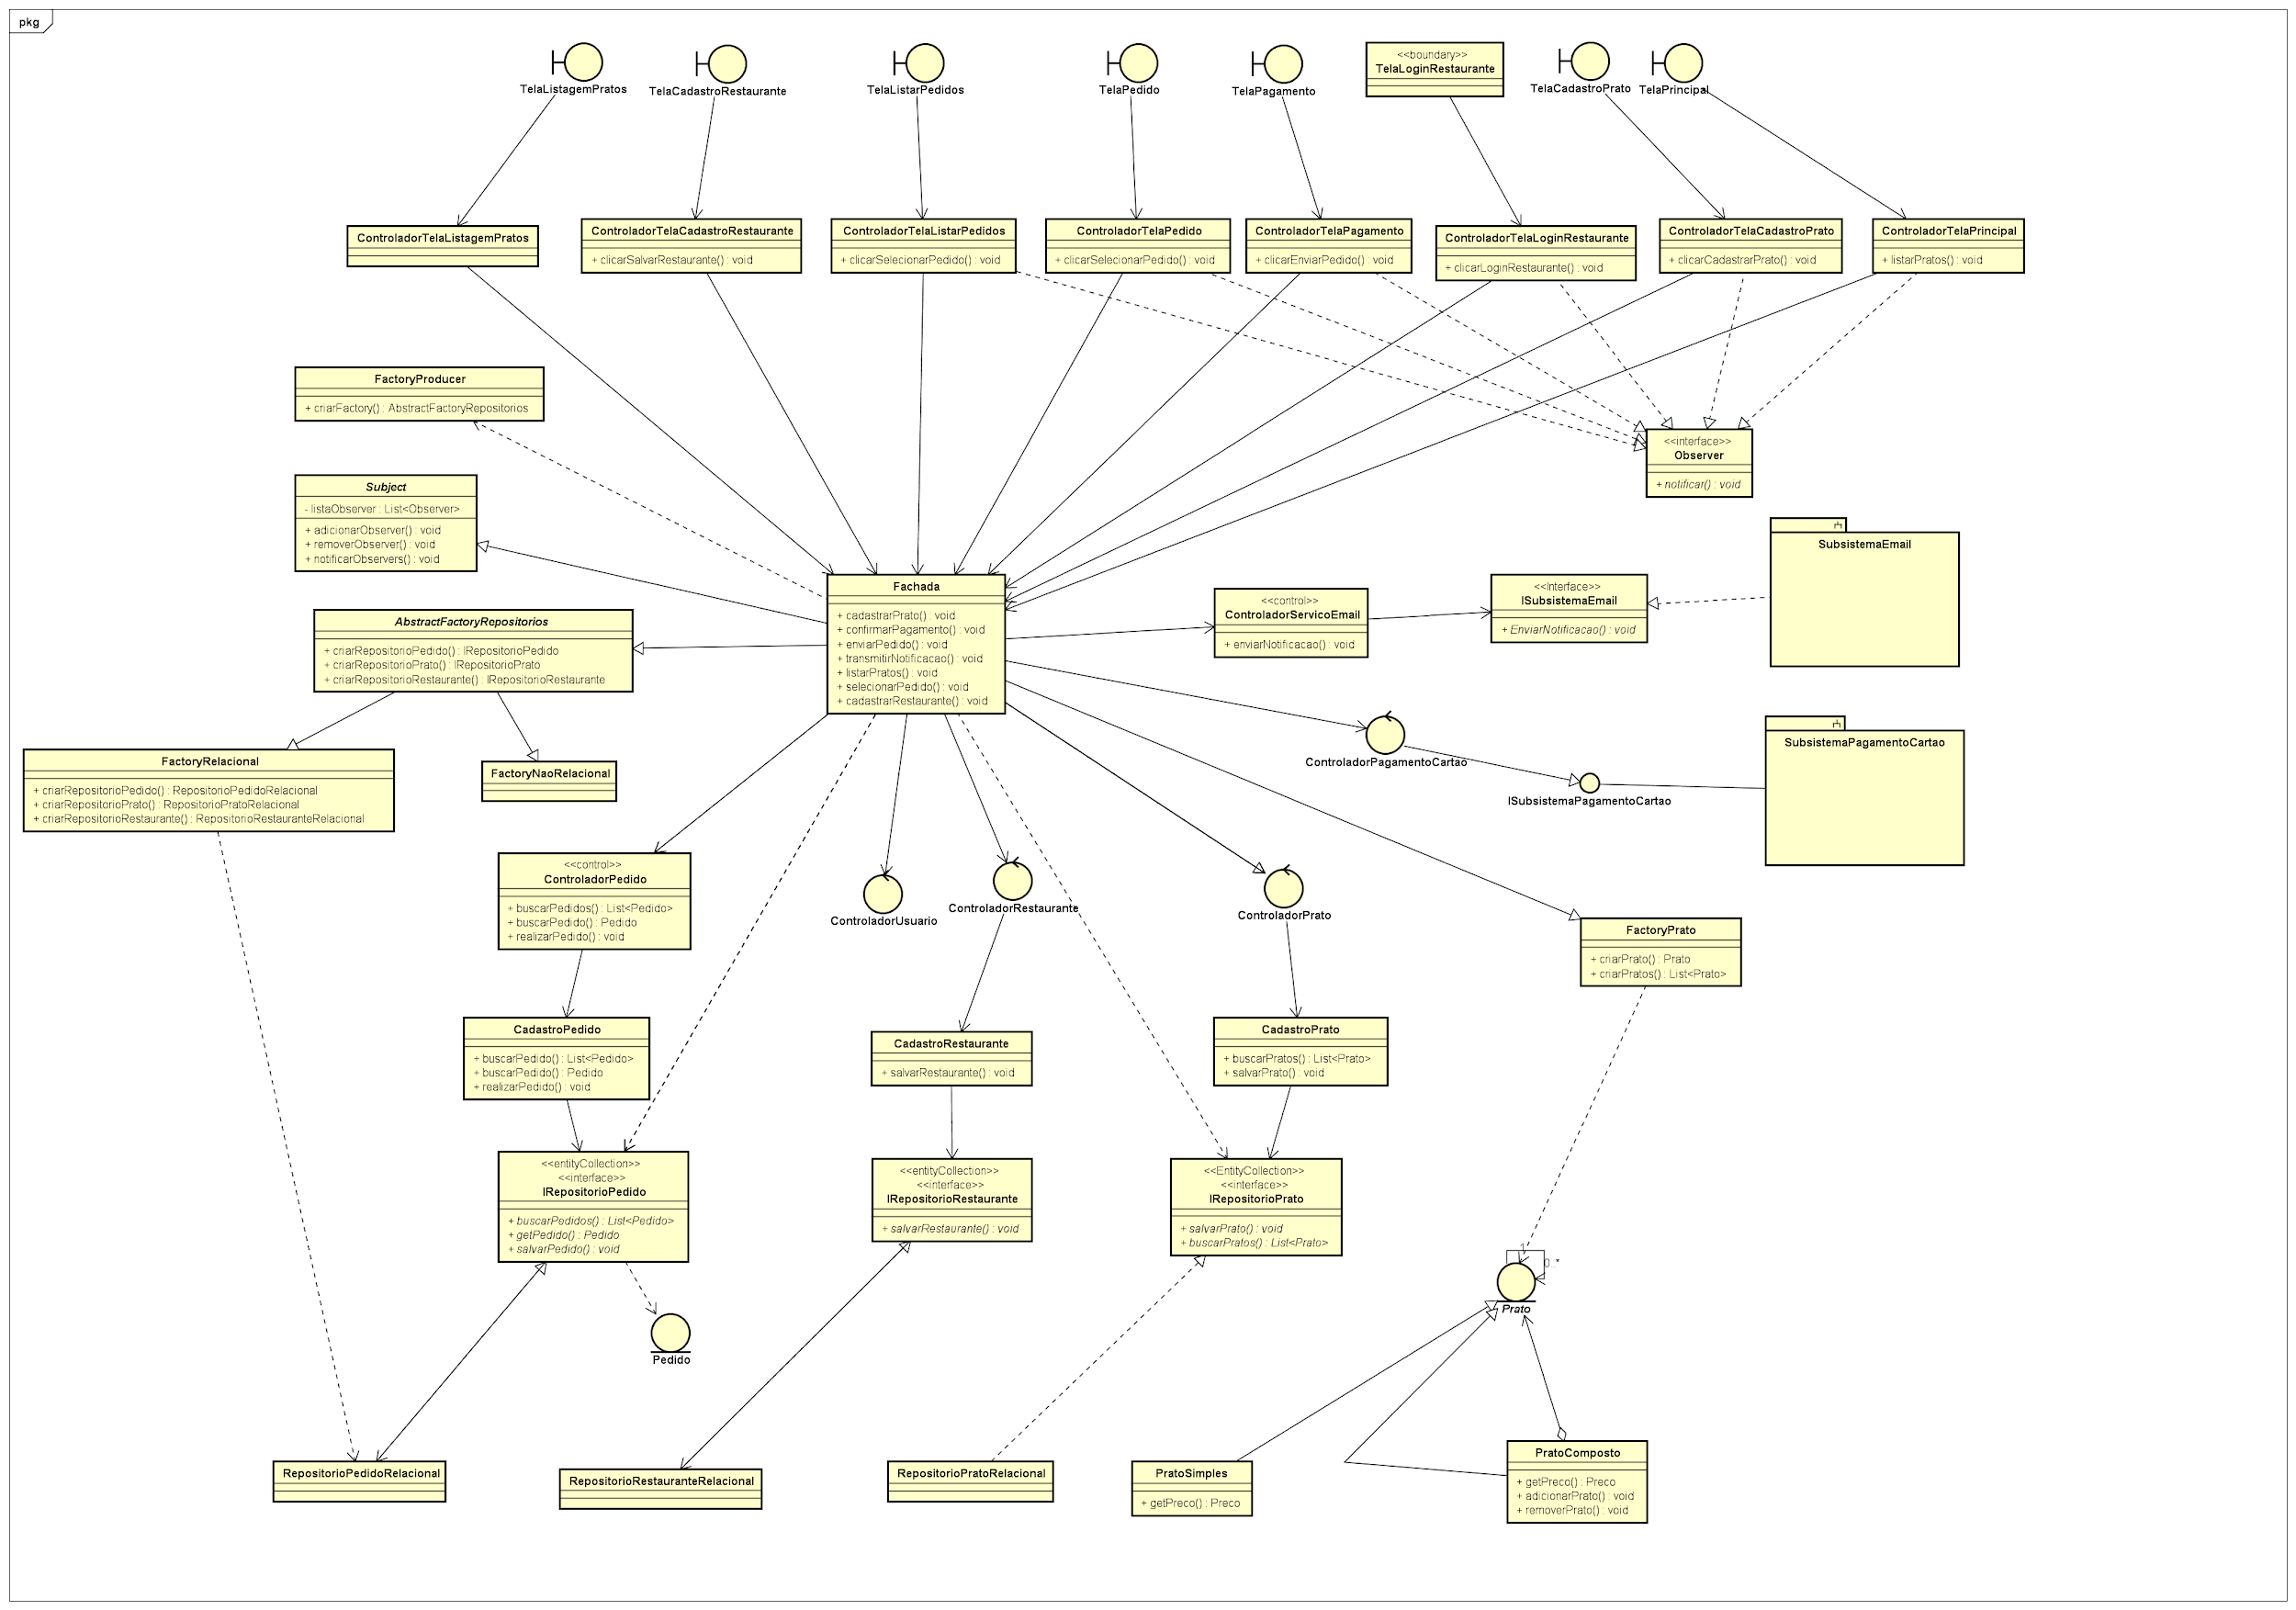 pkg
TelaListagemPratos
TelaCadastroRestaurante
TelaListarPedidos
TelaPedido
TelaPagamento
<<boundary>>
TelaLoginRestaurante
TelaCadastroPrato
TelaPrincipal
ControladorTelaListagemPratos
ControladorTelaCadastroRestaurante
+ clicarSalvarRestaurante() : void
ControladorTelaListarPedidos
+ clicarSelecionarPedido() : void
ControladorTelaPedido
+ clicarSelecionarPedido() : void
ControladorTelaPagamento
+ clicarEnviarPedido() : void
ControladorTelaLoginRestaurante
+ clicarLoginRestaurante() : void
ControladorTelaCadastroPrato
+ clicarCadastrarPrato() : void
ControladorTelaPrincipal
+ listarPratos() : void
FactoryProducer
+ criarFactory() : AbstractFactoryRepositorios
<<interface>>
Observer
+ notificar() : void
Subject
- listaObserver : List<Observer>
+ adicionarObserver() : void
+ removerObserver() : void
+ notificarObservers() : void
SubsistemaEmail
Fachada
+ cadastrarPrato() : void
+ confirmarPagamento() : void
+ enviarPedido() : void
+ transmitirNotificacao() : void
+ listarPratos() : void
+ selecionarPedido() : void
+ cadastrarRestaurante() : void
<<control>>
ControladorServicoEmail
+ enviarNotificacao() : void
<<Interface>>
ISubsistemaEmail
+ EnviarNotificacao() : void
AbstractFactoryRepositorios
+ criarRepositorioPedido() : IRepositorioPedido
+ criarRepositorioPrato() : IRepositorioPrato
+ criarRepositorioRestaurante() : IRepositorioRestaurante
ControladorPagamentoCartao
SubsistemaPagamentoCartao
ISubsistemaPagamentoCartao
FactoryRelacional
+ criarRepositorioPedido() : RepositorioPedidoRelacional
+ criarRepositorioPrato() : RepositorioPratoRelacional
+ criarRepositorioRestaurante() : RepositorioRestauranteRelacional
FactoryNaoRelacional
<<control>>
ControladorPedido
+ buscarPedidos() : List<Pedido>
+ buscarPedido() : Pedido
+ realizarPedido() : void
ControladorUsuario
ControladorRestaurante
ControladorPrato
FactoryPrato
+ criarPrato() : Prato
+ criarPratos() : List<Prato>
CadastroPedido
+ buscarPedido() : List<Pedido>
+ buscarPedido() : Pedido
+ realizarPedido() : void
CadastroRestaurante
+ salvarRestaurante() : void
CadastroPrato
+ buscarPratos() : List<Prato>
+ salvarPrato() : void
<<entityCollection>>
<<interface>>
IRepositorioPedido
+ buscarPedidos() : List<Pedido>
+ getPedido() : Pedido
+ salvarPedido() : void
<<entityCollection>>
<<interface>>
IRepositorioRestaurante
+ salvarRestaurante() : void
<<EntityCollection>>
<<interface>>
IRepositorioPrato
+ salvarPrato() : void
+ buscarPratos() : List<Prato>
1
0..*
Prato
Pedido
RepositorioPedidoRelacional
RepositorioRestauranteRelacional
RepositorioPratoRelacional
PratoSimples
+ getPreco() : Preco
PratoComposto
+ getPreco() : Preco
+ adicionarPrato() : void
+ removerPrato() : void